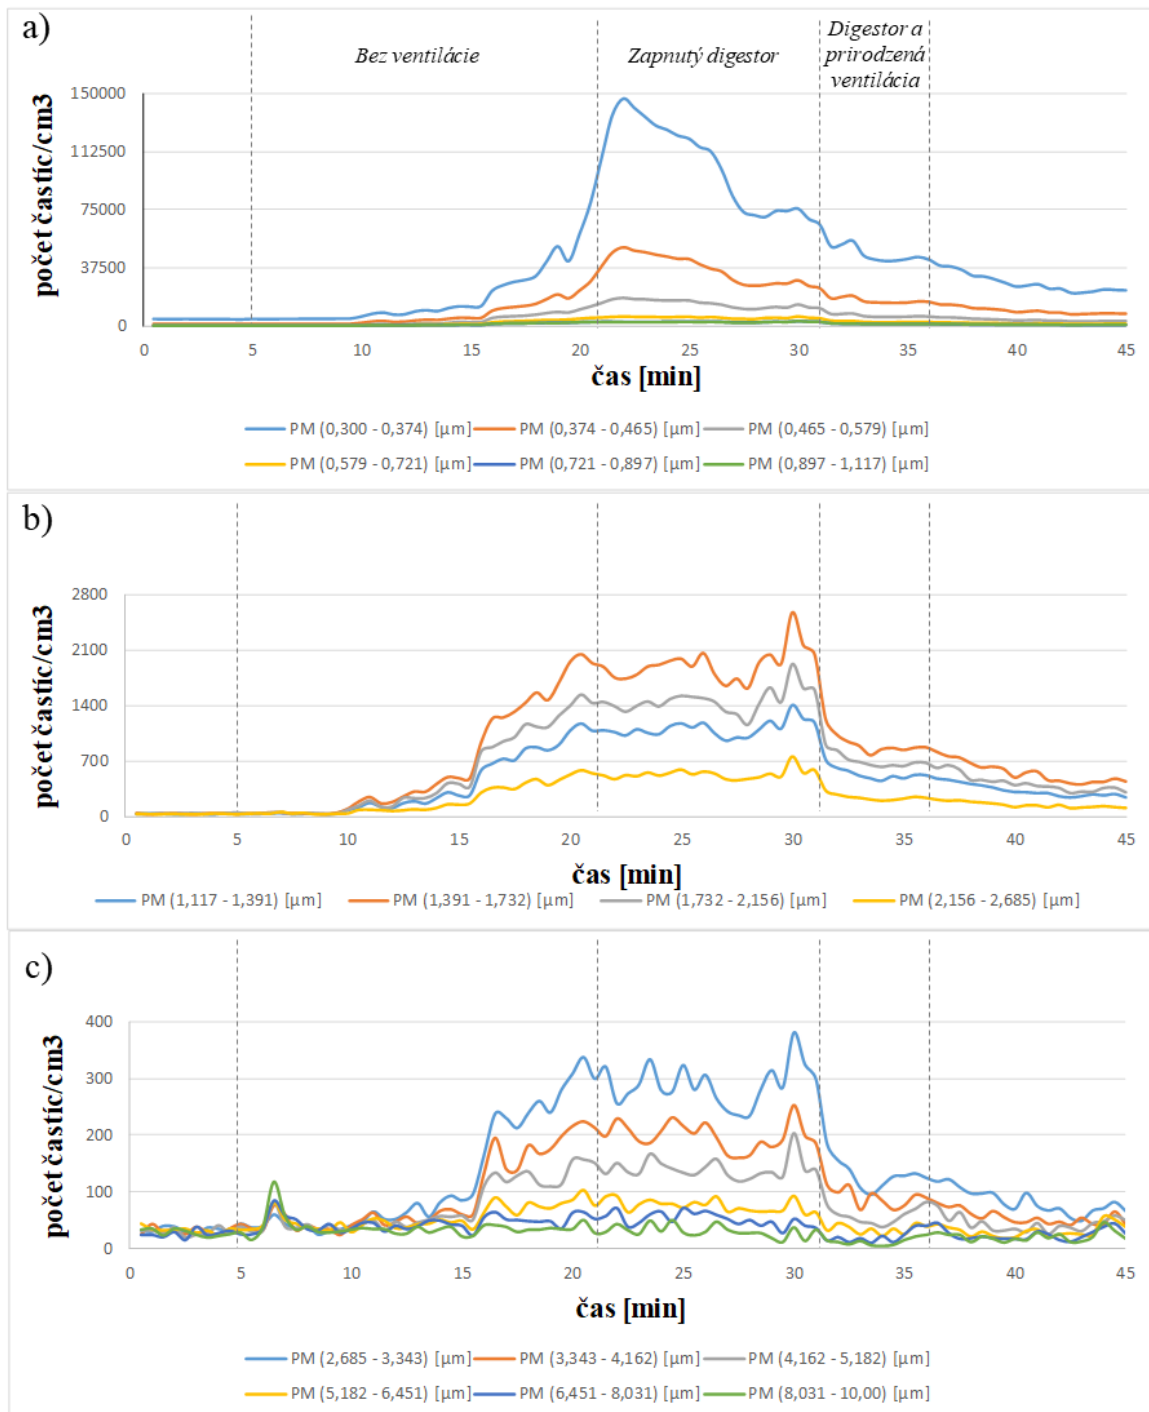 a)
Bez ventilácie
Zapnutý digestor
Digestor a
prirodzená
ventilácia
počet častíc/cm3
150000
112500
75000
37500
0
0 5 10 15 20 25 30 35 40 45
čas [min]
PM (0,300 - 0,374) [µm] PM (0,374 - 0,465) [µm] PM (0,465 - 0,579) [µm]
PM (0,579 - 0,721) [µm] PM (0,721 - 0,897) [µm] PM (0,897 - 1,117) [µm]
b)
počet častíc/cm3
2800
2100
1400
700
0
0 5 10 15 20 25 30 35 40 45
čas [min]
PM (1,117 - 1,391) [µm] PM (1,391 - 1,732) [µm] PM (1,732 - 2,156) [µm] PM (2,156 - 2,685) [µm]
c)
počet častíc/cm3
400
300
200
100
0
0 5 10 15 20 25 30 35 40 45
čas [min]
PM (2,685 - 3,343) [µm] PM (3,343 - 4,162) [µm] PM (4,162 - 5,182) [µm]
PM (5,182 - 6,451) [µm] PM (6,451 - 8,031) [µm] PM (8,031 - 10,00) [µm]